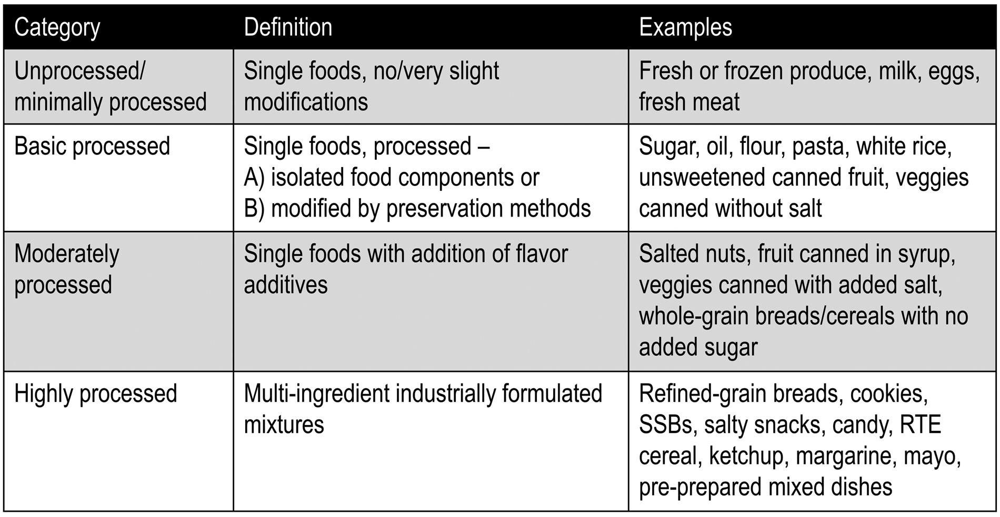 Category Definition Examples
Unprocessed/
minimally processed
Single foods, no/very slight
modifications
Fresh or frozen produce, milk, eggs,
fresh meat
Basic processed
Single foods, processed –
A) isolated food components or
B) modified by preservation methods
Sugar, oil, flour, pasta, white rice,
unsweetened canned fruit, veggies
canned without salt
Moderately
processed
Single foods with addition of flavor
additives
Salted nuts, fruit canned in syrup,
veggies canned with added salt,
whole-grain breads/cereals with no
added sugar
Highly processed
Multi-ingredient industrially formulated
mixtures
Refined-grain breads, cookies,
SSBs, salty snacks, candy, RTE
cereal, ketchup, margarine, mayo,
pre-prepared mixed dishes